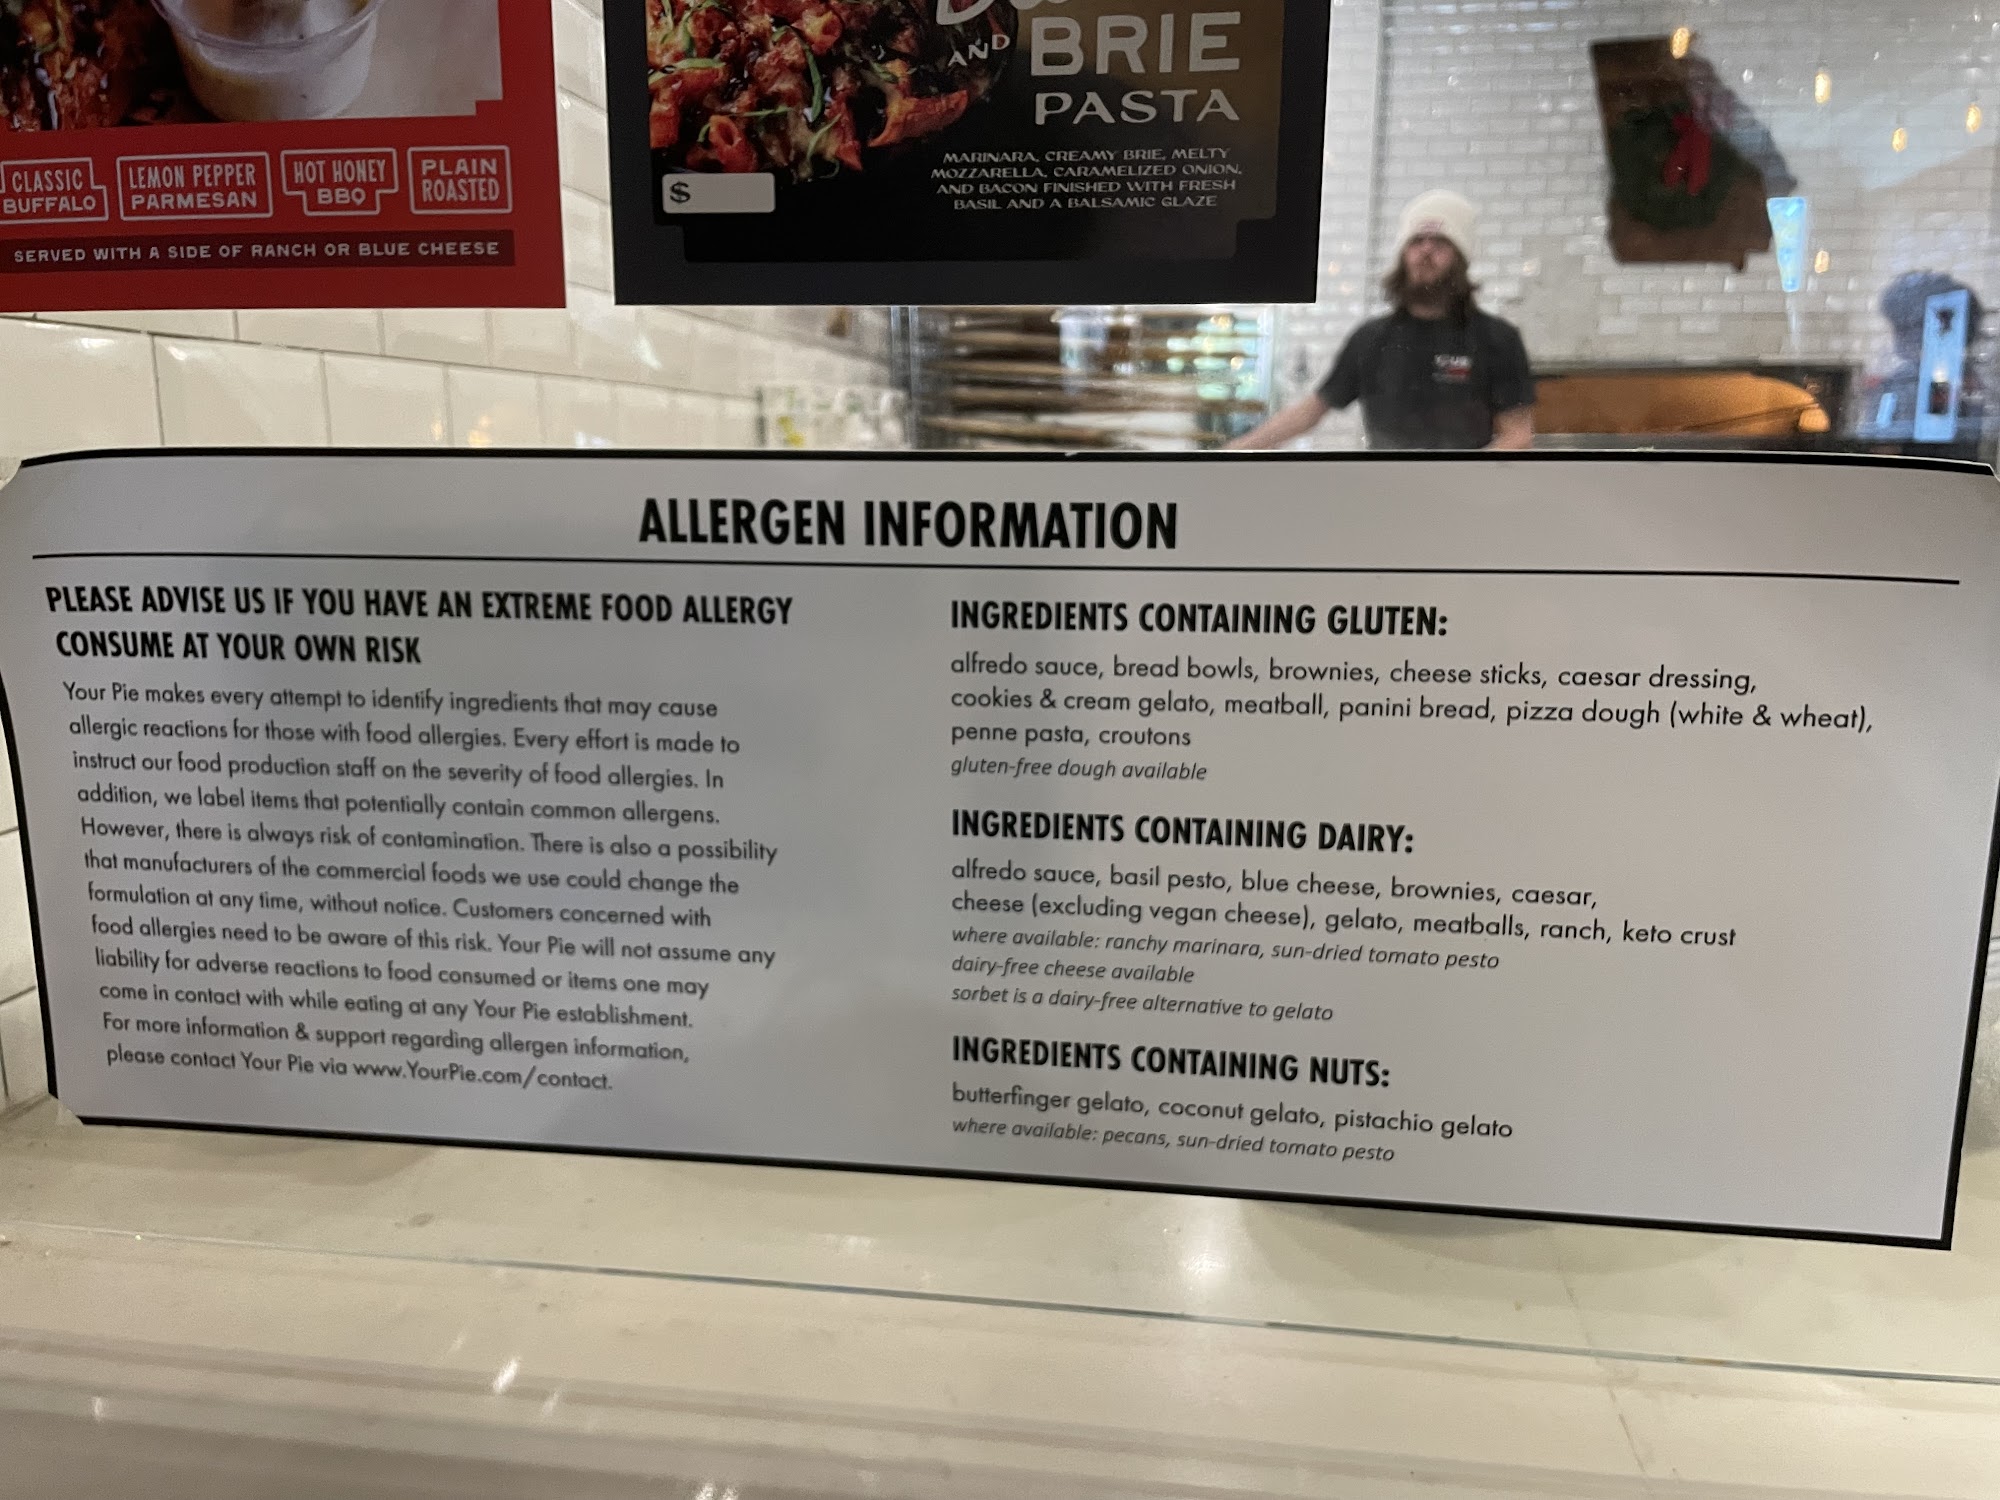 CLASSIC
BUFFALO
LEMON PEPPER
PARMESAN
HOT HONEY
BBQ
PLAIN
ROASTED
SERVED WITH A SIDE OF RANCH OR BLUE CHEESE
AND BRIE
PASTA
MARINARA, CREAMY BRIE, MELTY
MOZZARELLA, CARAMELIZED ONION,
AND BACON FINISHED WITH FRESH
BASIL AND A BALSAMIC GLAZE
$
ALLERGEN INFORMATION
PLEASE ADVISE US IF YOU HAVE AN EXTREME FOOD ALLERGY
CONSUME AT YOUR OWN RISK
Your Pie makes every attempt to identify ingredients that may cause
allergic reactions for those with food allergies. Every effort is made to
instruct our food production staff on the severity of food allergies. In
addition, we label items that potentially contain common allergens.
However, there is always risk of contamination. There is also a possibility
that manufacturers of the commercial foods we use could change the
formulation at any time, without notice. Customers concerned with
food allergies need to be aware of this risk. Your Pie will not assume any
liability for adverse reactions to food consumed or items one may
come in contact with while eating at any Your Pie establishment.
For more information & support regarding allergen information,
please contact Your Pie via www.YourPie.com/contact.
INGREDIENTS CONTAINING GLUTEN:
alfredo sauce, bread bowls, brownies, cheese sticks, caesar dressing,
cookies & cream gelato, meatball, panini bread, pizza dough (white & wheat),
penne pasta, croutons
gluten-free dough available
INGREDIENTS CONTAINING DAIRY:
alfredo sauce, basil pesto, blue cheese, brownies, caesar,
cheese (excluding vegan cheese), gelato, meatballs, ranch, keto crust
where available: ranchy marinara, sun-dried tomato pesto
dairy-free cheese available
sorbet is a dairy-free alternative to gelato
INGREDIENTS CONTAINING NUTS:
butterfinger gelato, coconut gelato, pistachio gelato
where available: pecans, sun-dried tomato pesto